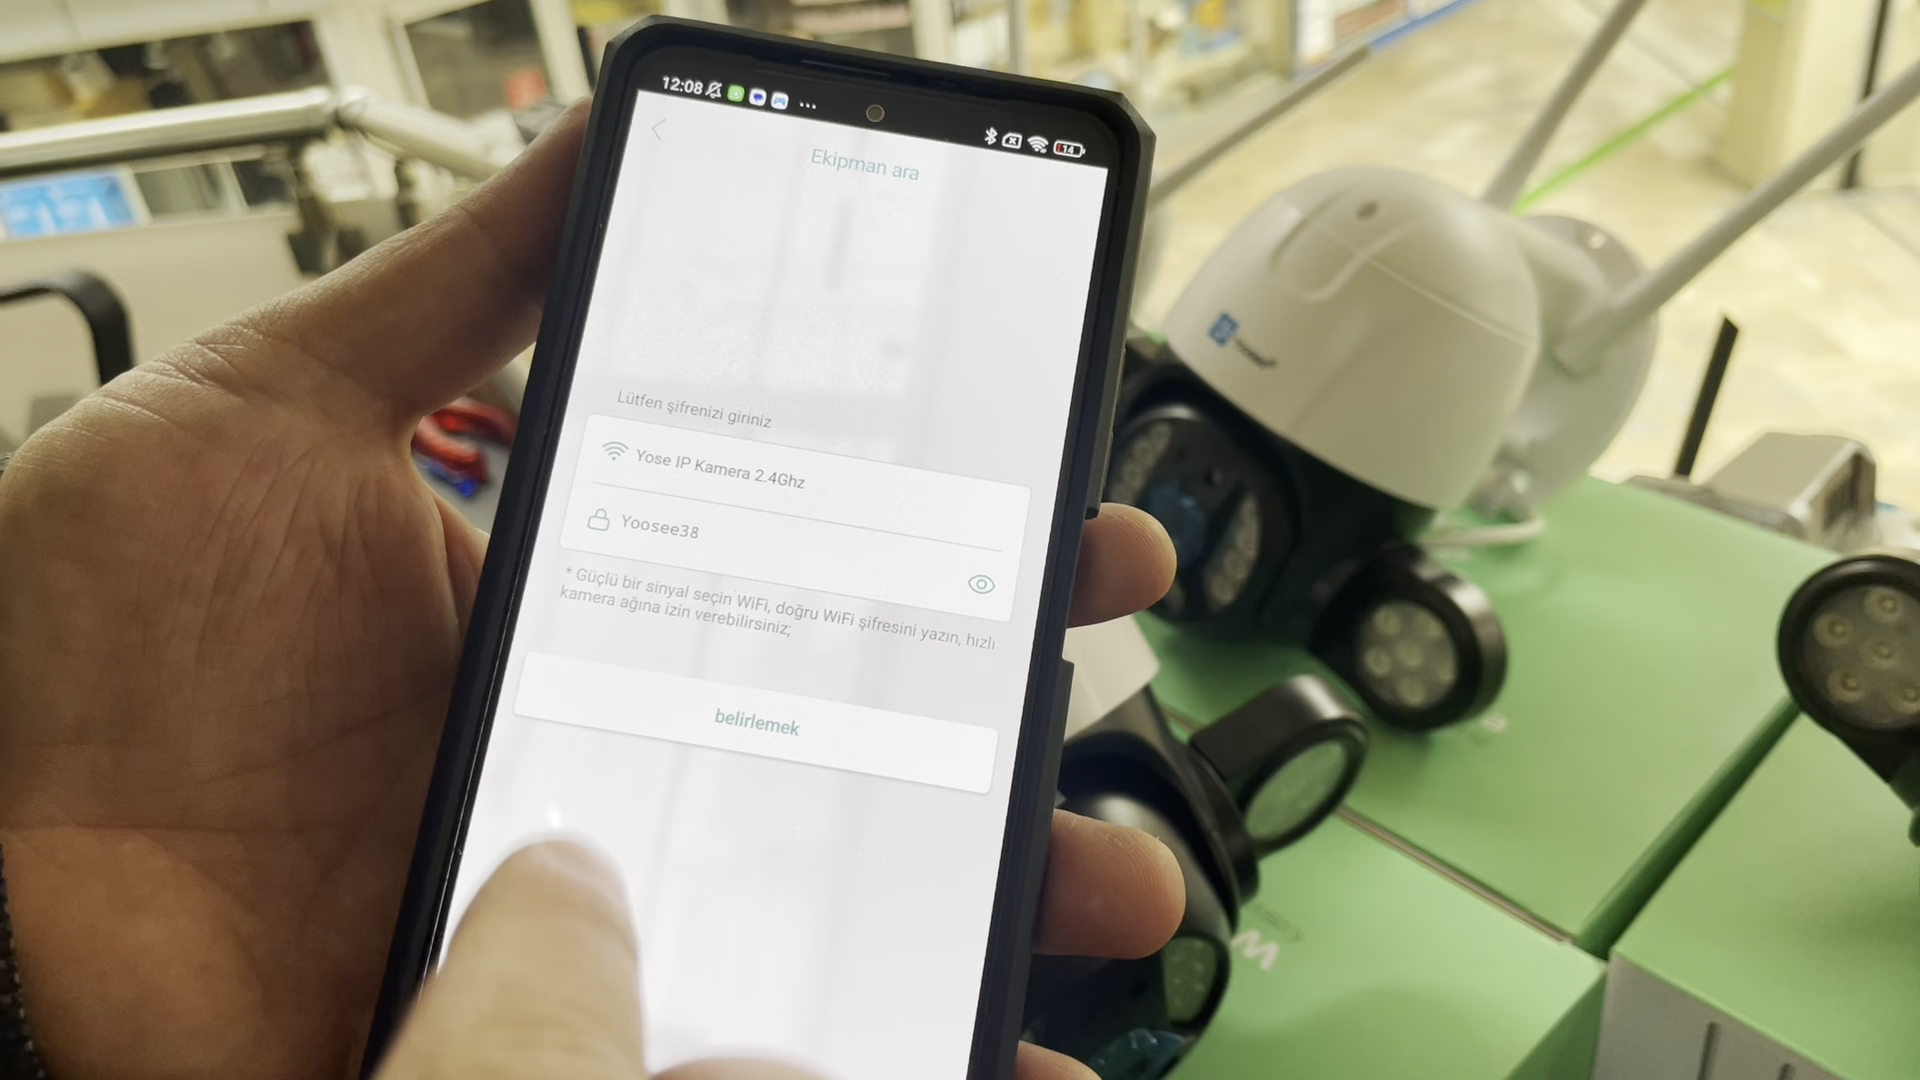 12:08
14
Ekipman ara
Lütfen şifrenizi giriniz
Yose IP Kamera 2.4Ghz
Yoosee38
* Güçlü bir sinyal seçin WiFi, doğru WiFi şifresini yazın, hızlı
kamera ağına izin verebilirsiniz;
belirlemek